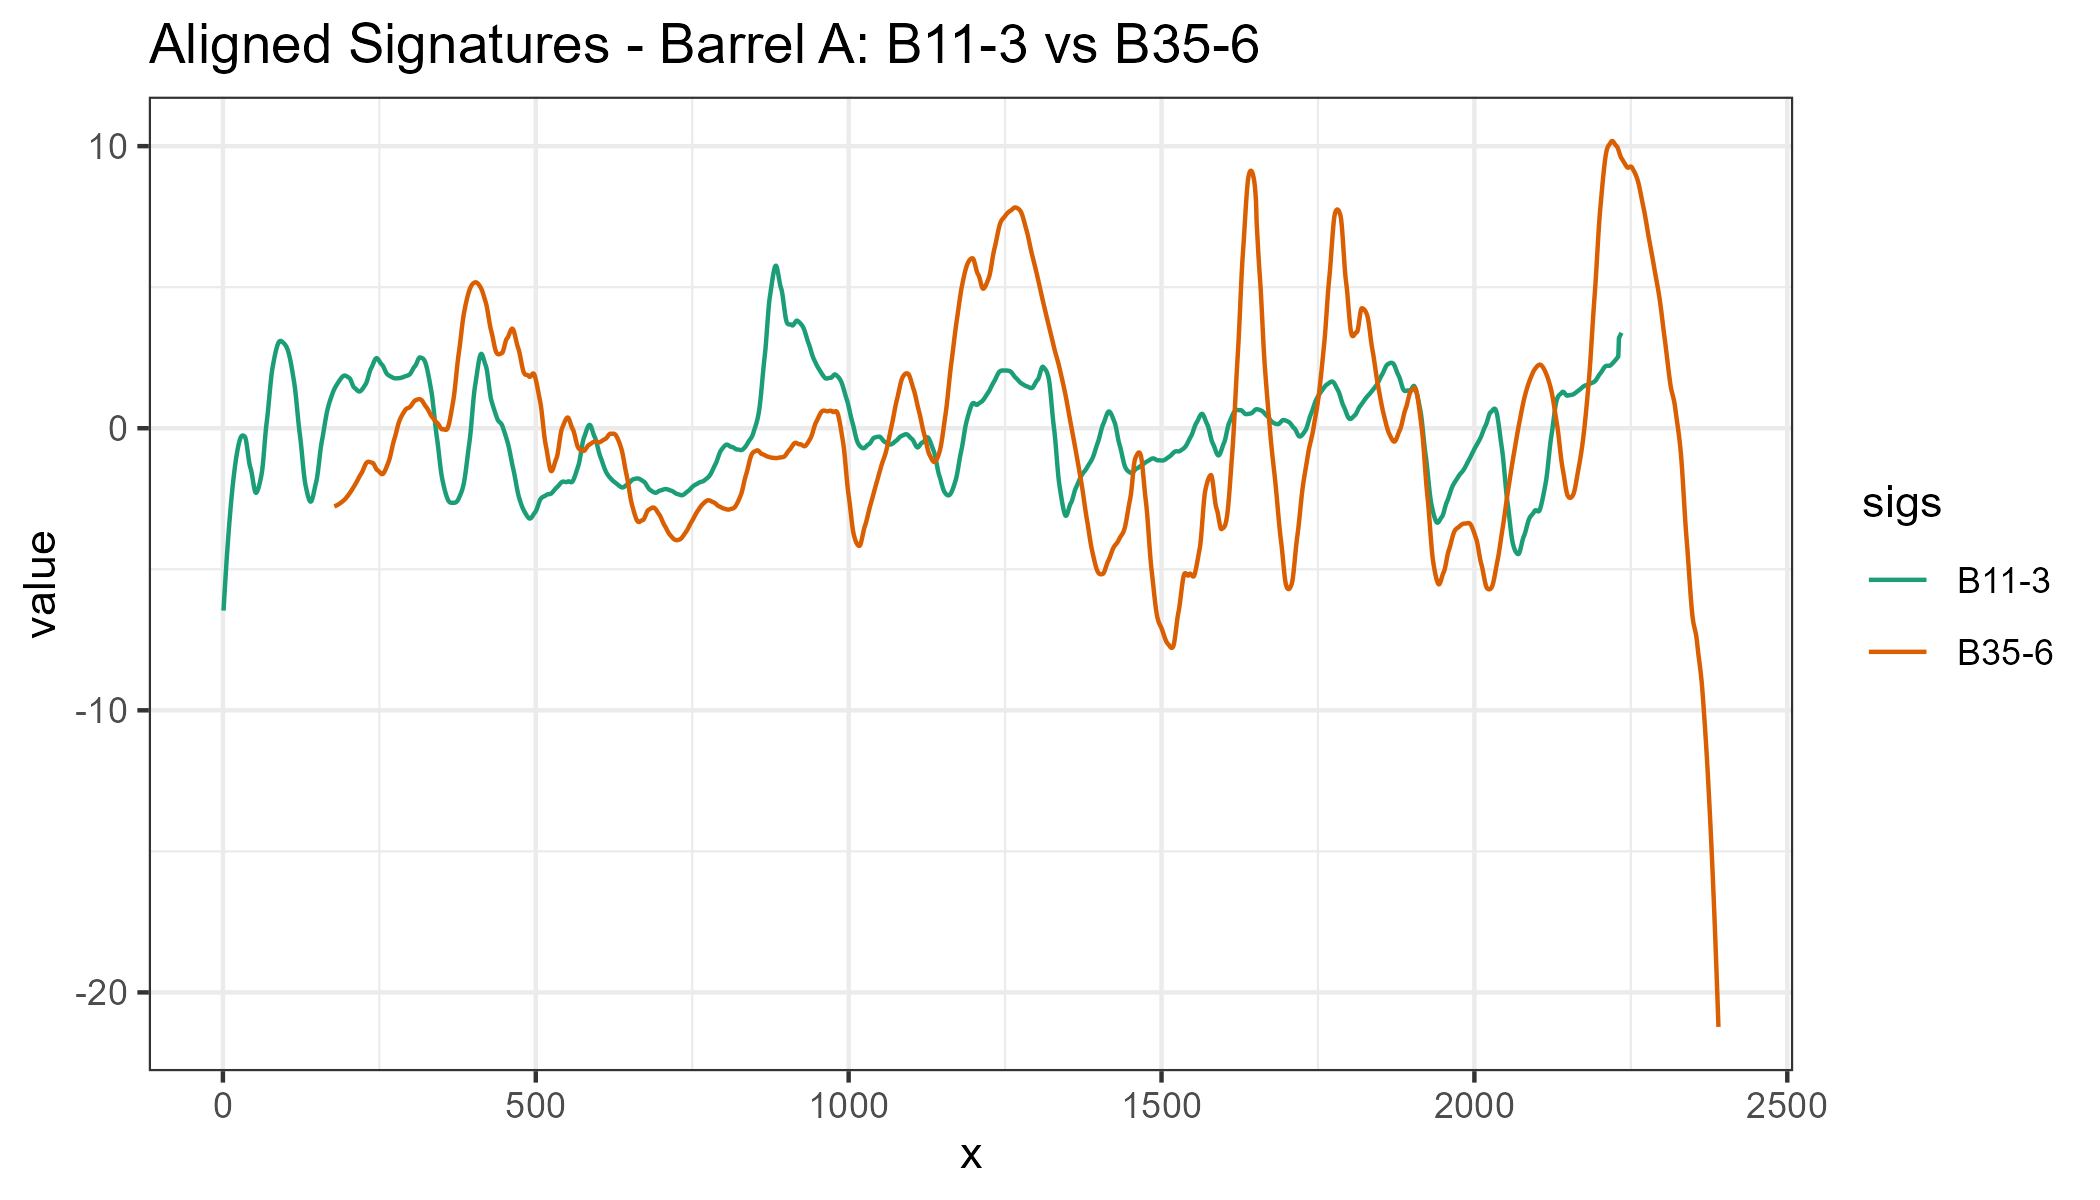 Aligned Signatures - Barrel A: B11-3 vs B35-6
10
0
-10
-20
value
0 500 1000 1500 2000 2500
x
sigs
B11-3
B35-6